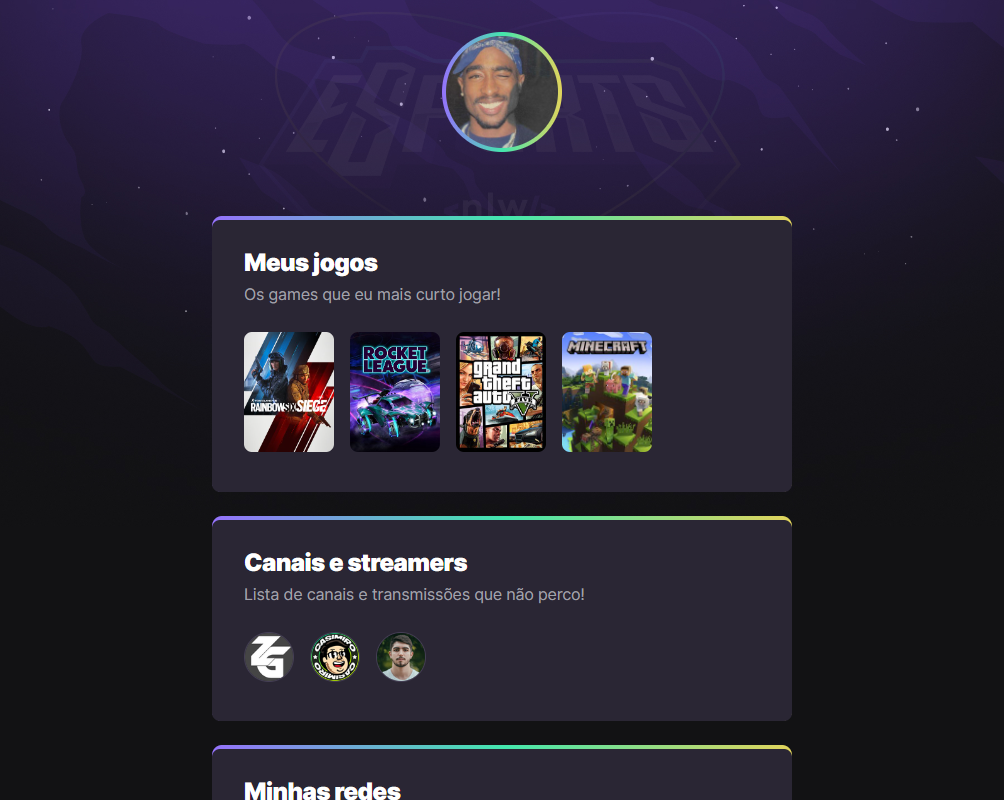 ESPORTS
<nlw/>
Meus jogos
Os games que eu mais curto jogar!
RAINBOW SIX SIEGE
ROCKET
LEAGUE
MINECRAFT
grand
theft
auto V
Canais e streamers
Lista de canais e transmissões que não perco!
ZG
CASIMIRO
CASIMIRO
Minhas redes